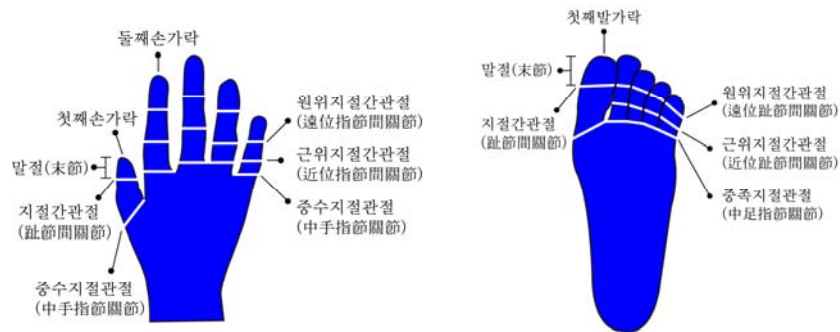 둘째손가락
첫째손가락
말절(末節)
지절간관절
(趾節間關節)
중수지절관절
(中手指節關節)
원위지절간관절
(遠位指節間關節)
근위지절간관절
(近位指節間關節)
중수지절관절
(中手指節關節)
첫째발가락
말절(末節)
지절간관절
(趾節間關節)
원위지절간관절
(遠位趾節間關節)
근위지절간관절
(近位趾節間關節)
중족지절관절
(中足指節關節)